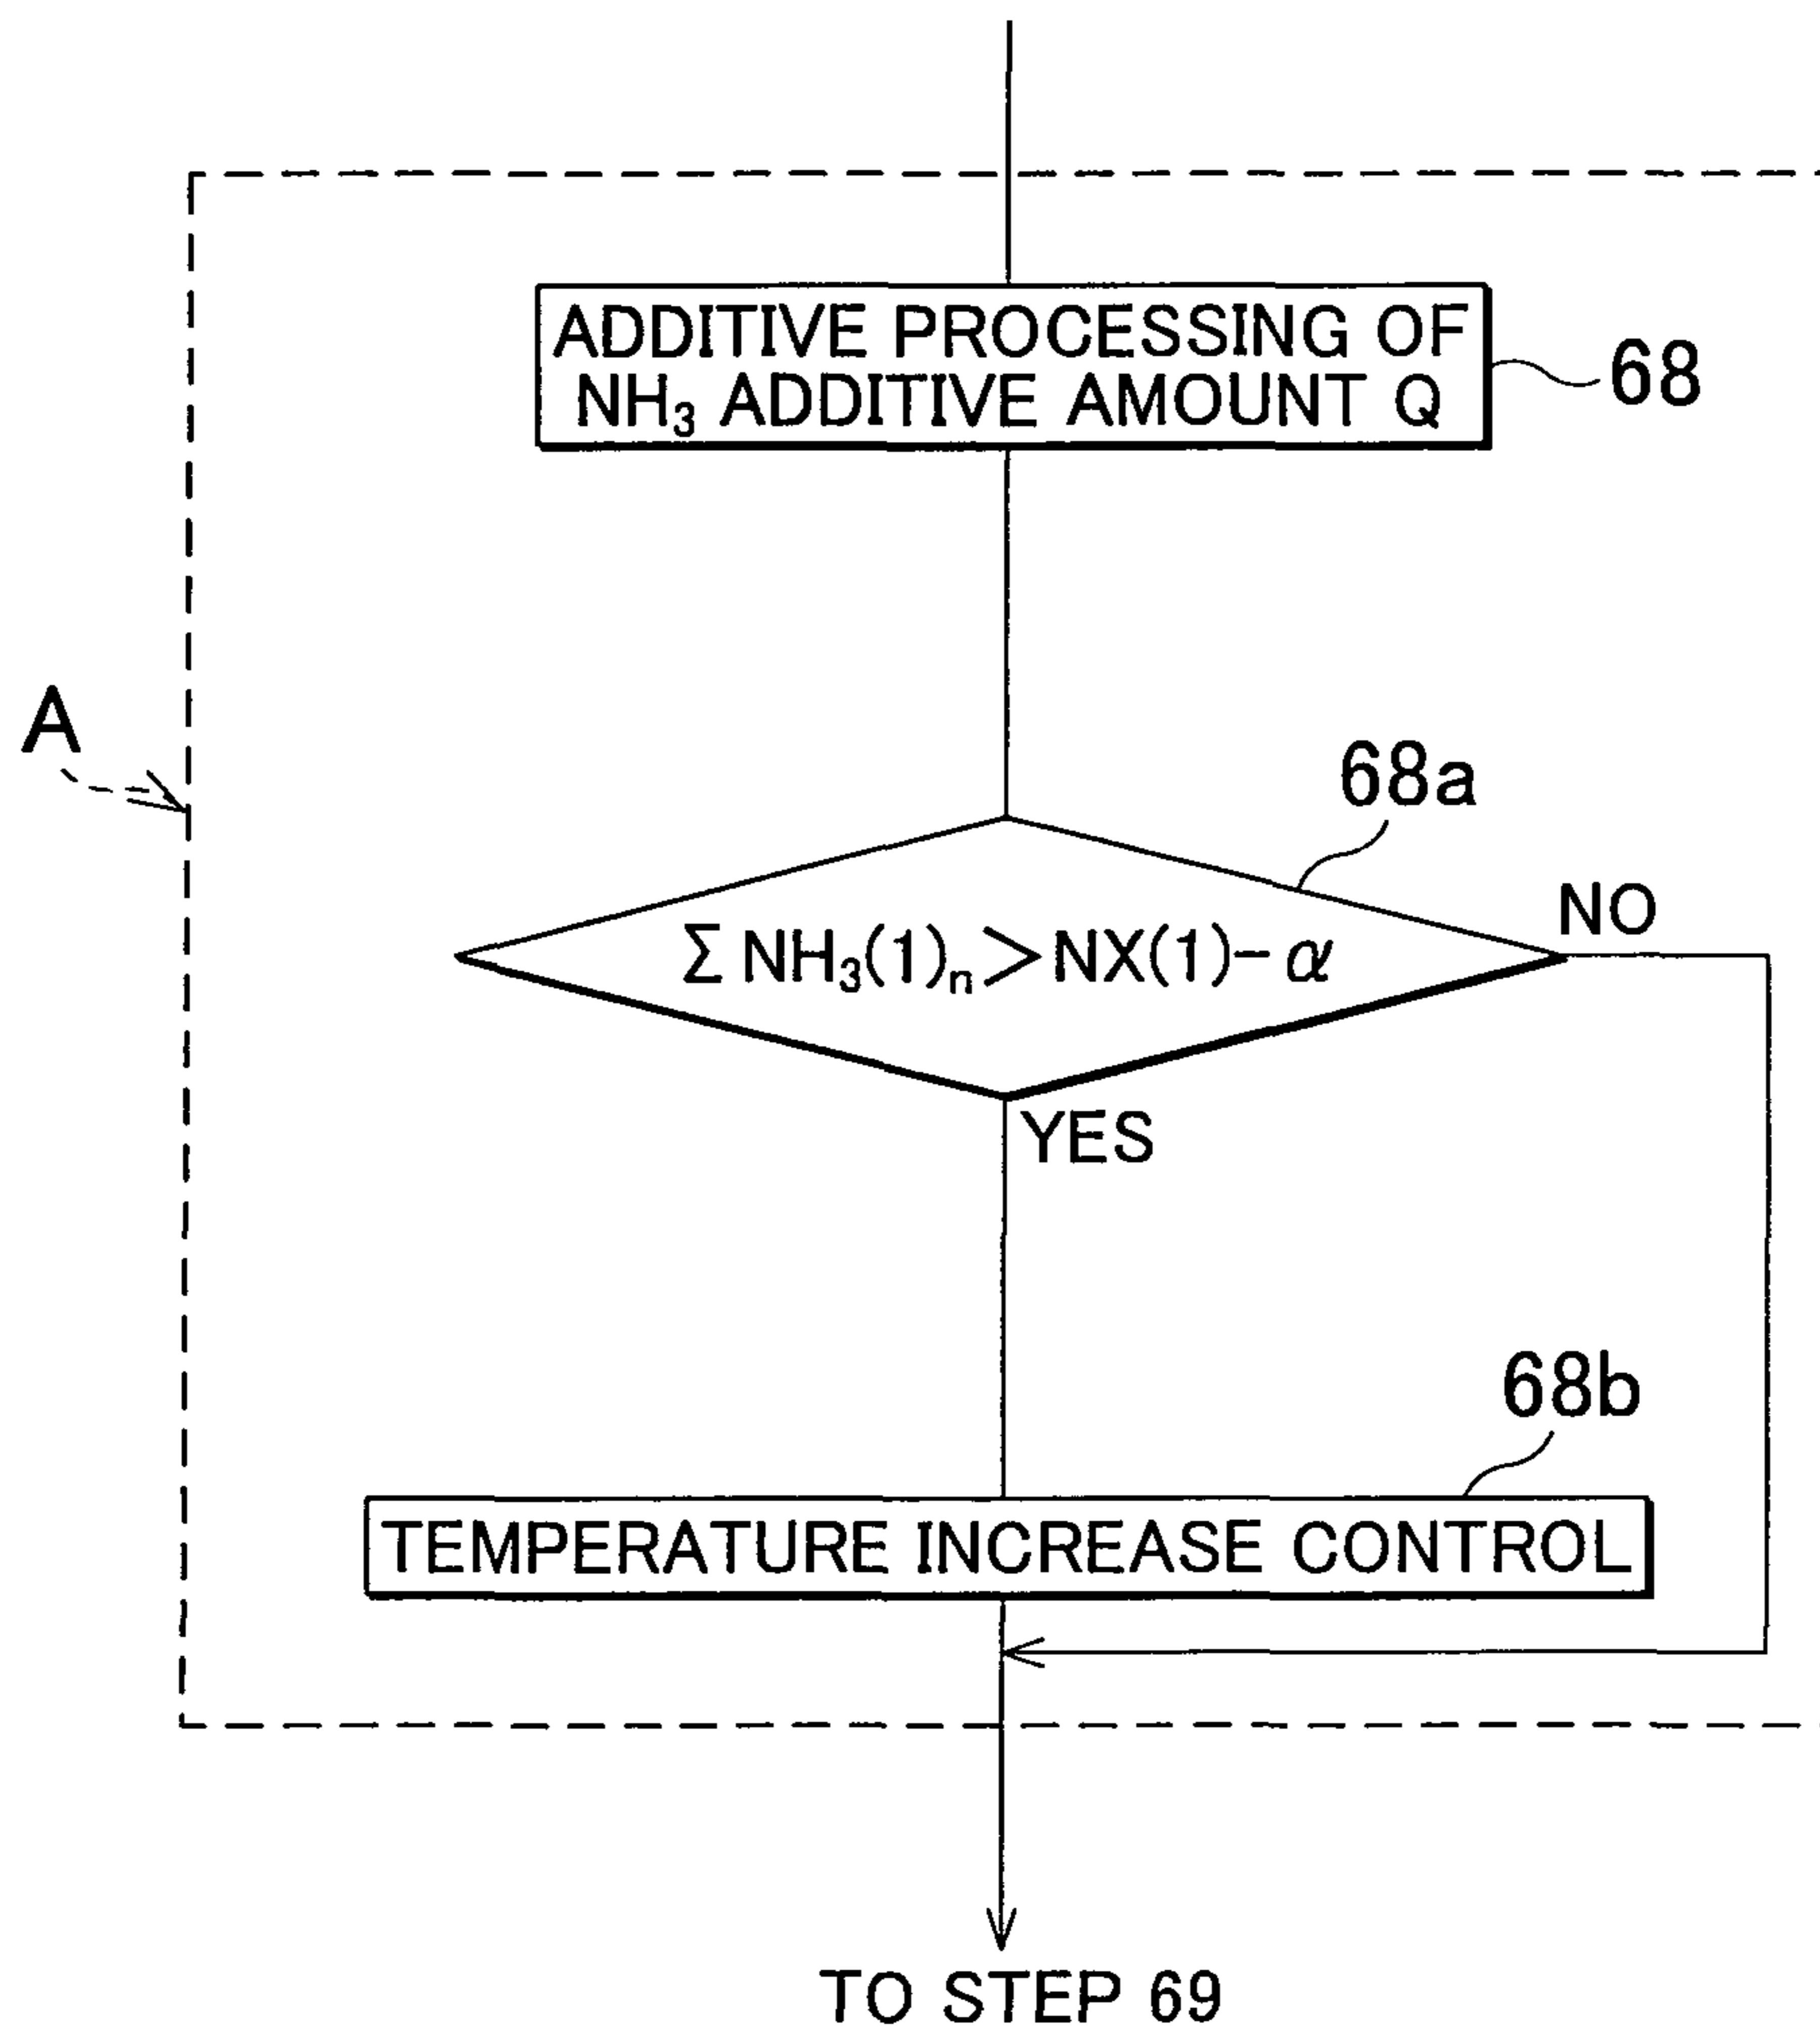 ADDITIVE PROCESSING OF
NH₃ ADDITIVE AMOUNT Q
68
A
68a
NO
Σ NH₃(1)ₙ > NX(1) - α
YES
68b
TEMPERATURE INCREASE CONTROL
TO STEP 69